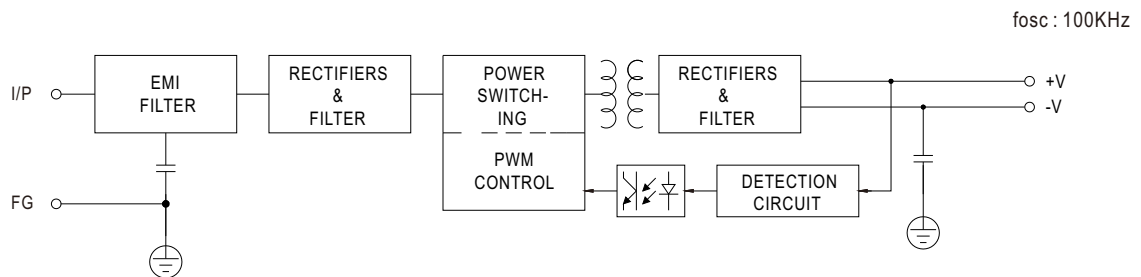 fosc : 100KHz
I/P
EMI
FILTER
RECTIFIERS
&
FILTER
POWER
SWITCH-
ING
RECTIFIERS
&
FILTER
+V
-V
PWM
CONTROL
DETECTION
CIRCUIT
FG